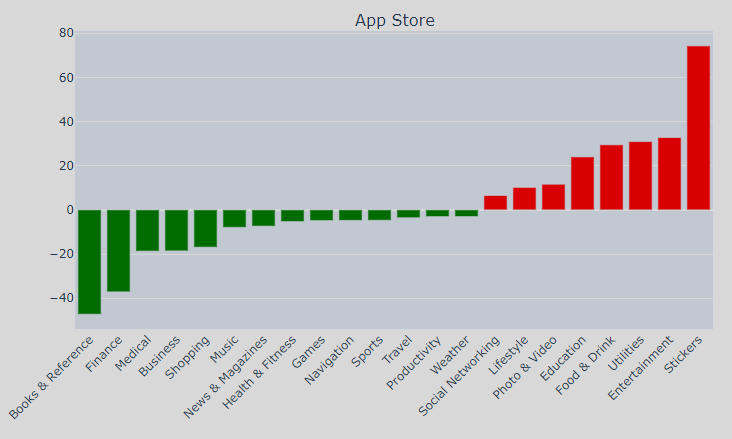 App Store
80
60
40
20
0
−20
−40
Books & Reference
Finance
Medical
Business
Shopping
Music
News & Magazines
Health & Fitness
Games
Navigation
Sports
Travel
Productivity
Weather
Social Networking
Lifestyle
Photo & Video
Education
Food & Drink
Utilities
Entertainment
Stickers